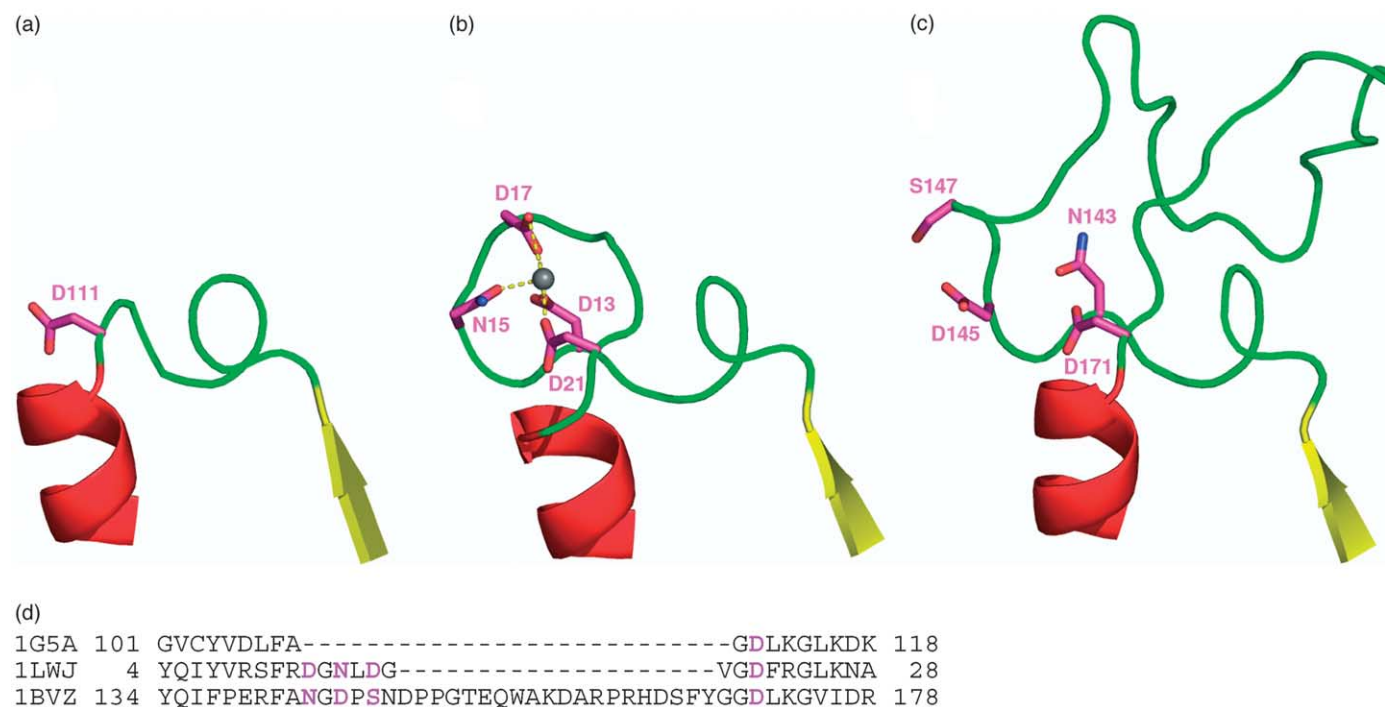 (a)
(b)
(c)
D111
D17
N15
D13
D21
S147
N143
D145
D171
(d)
1G5A 101 GVCYVDLFA---------------------------GDLKGLKDK 118
1LWJ 4 YQIYVRSFRDGNLDG--------------------VGDFRGLKNA 28
1BVZ 134 YQIFPERFANGDPSNDPPGTEQWAKDARPRHDSFYGGDLKGVIDR 178